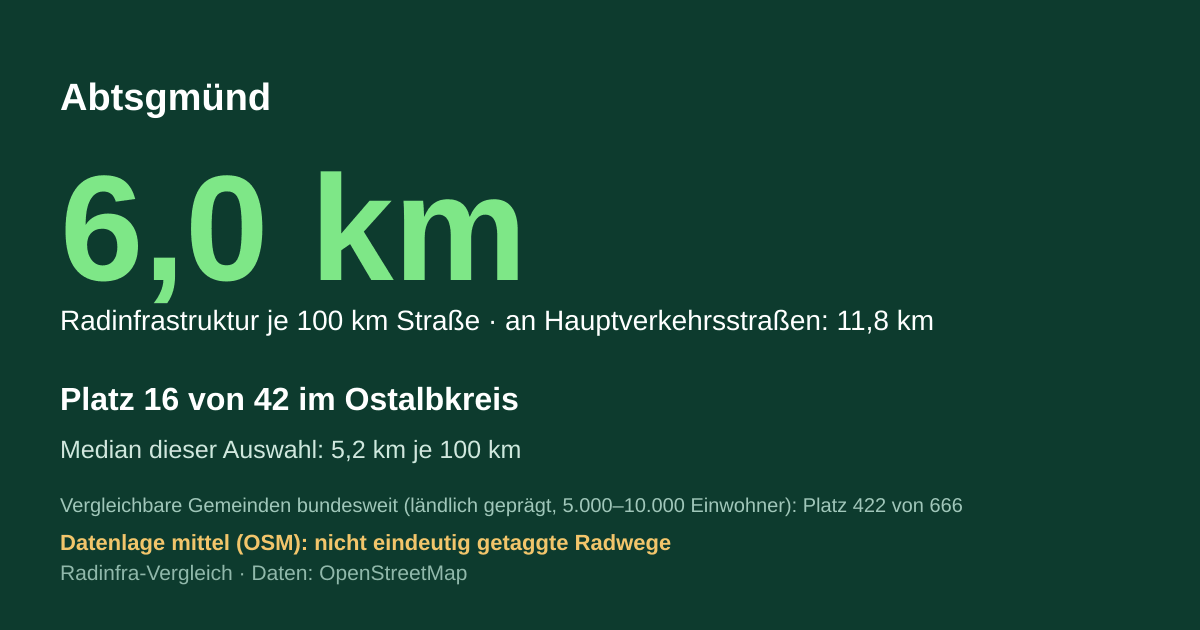 Abtsgmünd
6,0 km
Radinfrastruktur je 100 km Straße · an Hauptverkehrsstraßen: 11,8 km
Platz 16 von 42 im Ostalbkreis
Median dieser Auswahl: 5,2 km je 100 km
Vergleichbare Gemeinden bundesweit (ländlich geprägt, 5.000–10.000 Einwohner): Platz 422 von 666
Datenlage mittel (OSM): nicht eindeutig getaggte Radwege
Radinfra-Vergleich · Daten: OpenStreetMap